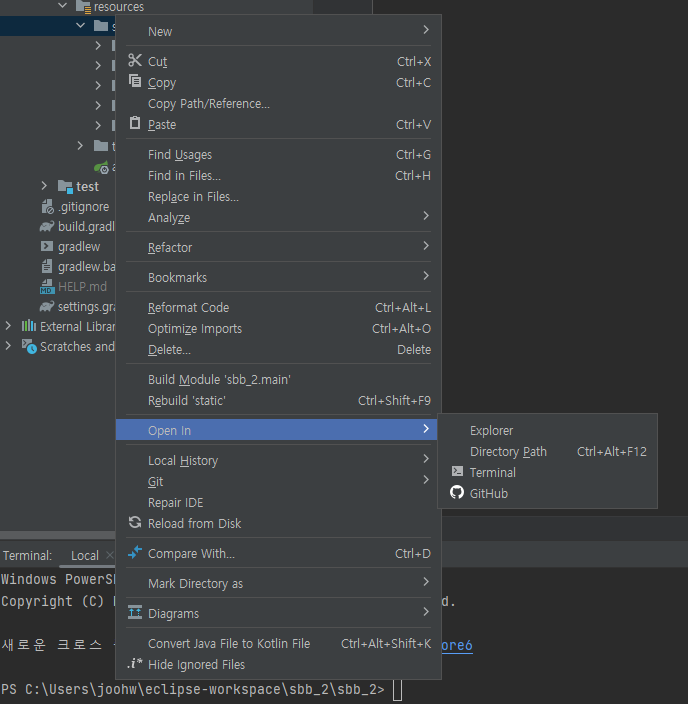 resources
New
Cut Ctrl+X
Copy Ctrl+C
Copy Path/Reference...
Paste Ctrl+V
Find Usages Ctrl+G
Find in Files... Ctrl+H
test
Replace in Files...
.gitignore
Analyze
build.gradl
gradlew
Refactor
gradlew.ba
Bookmarks
HELP.md
settings.gra
Reformat Code Ctrl+Alt+L
External Librar
Optimize Imports Ctrl+Alt+O
Scratches and
Delete... Delete
Build Module 'sbb_2.main'
Rebuild 'static' Ctrl+Shift+F9
Open In
Explorer
Directory Path Ctrl+Alt+F12
Terminal
GitHub
Local History
Git
Repair IDE
Reload from Disk
Compare With... Ctrl+D
Mark Directory as
Diagrams
Convert Java File to Kotlin File Ctrl+Alt+Shift+K
Hide Ignored Files
Terminal: Local
Windows PowerSh
Copyright (C) d.
새로운 크로스 ore6
PS C:\Users\joohw\eclipse-workspace\sbb_2\sbb_2>